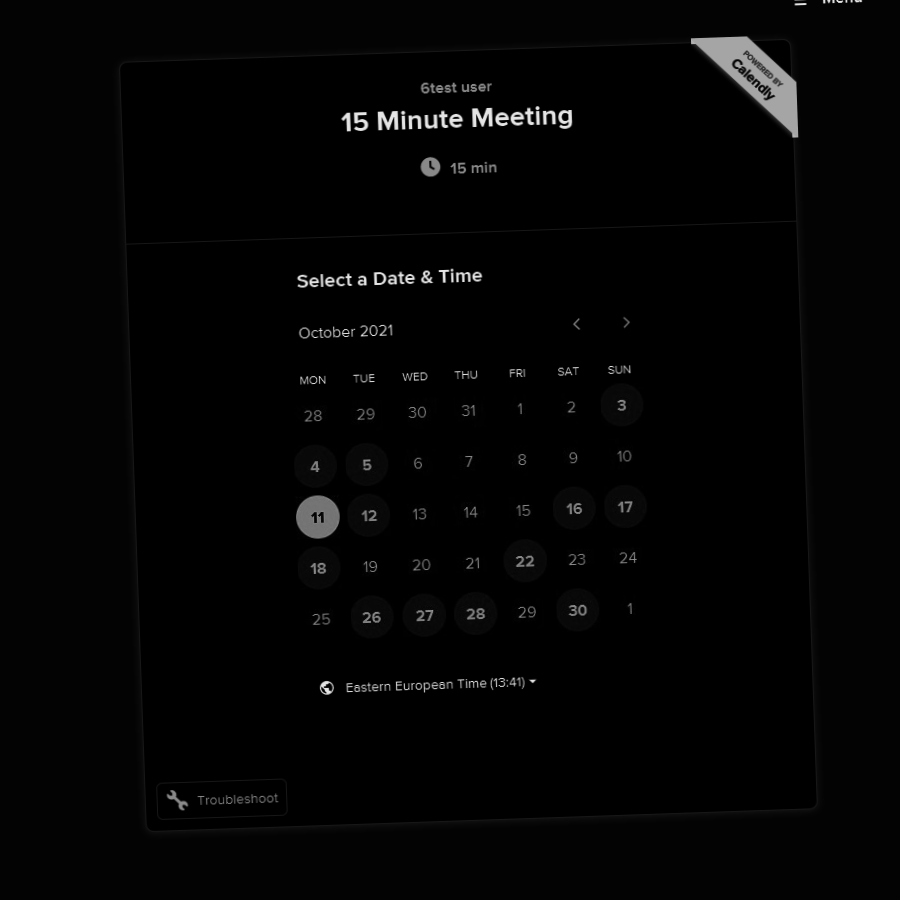 Menu
POWERED BY
Calendly
6test user
15 Minute Meeting
15 min
Select a Date & Time
October 2021
MON TUE WED THU FRI SAT SUN
28 29 30 31 1 2 3
4 5 6 7 8 9 10
11 12 13 14 15 16 17
18 19 20 21 22 23 24
25 26 27 28 29 30 1
Eastern European Time (13:41)
Troubleshoot